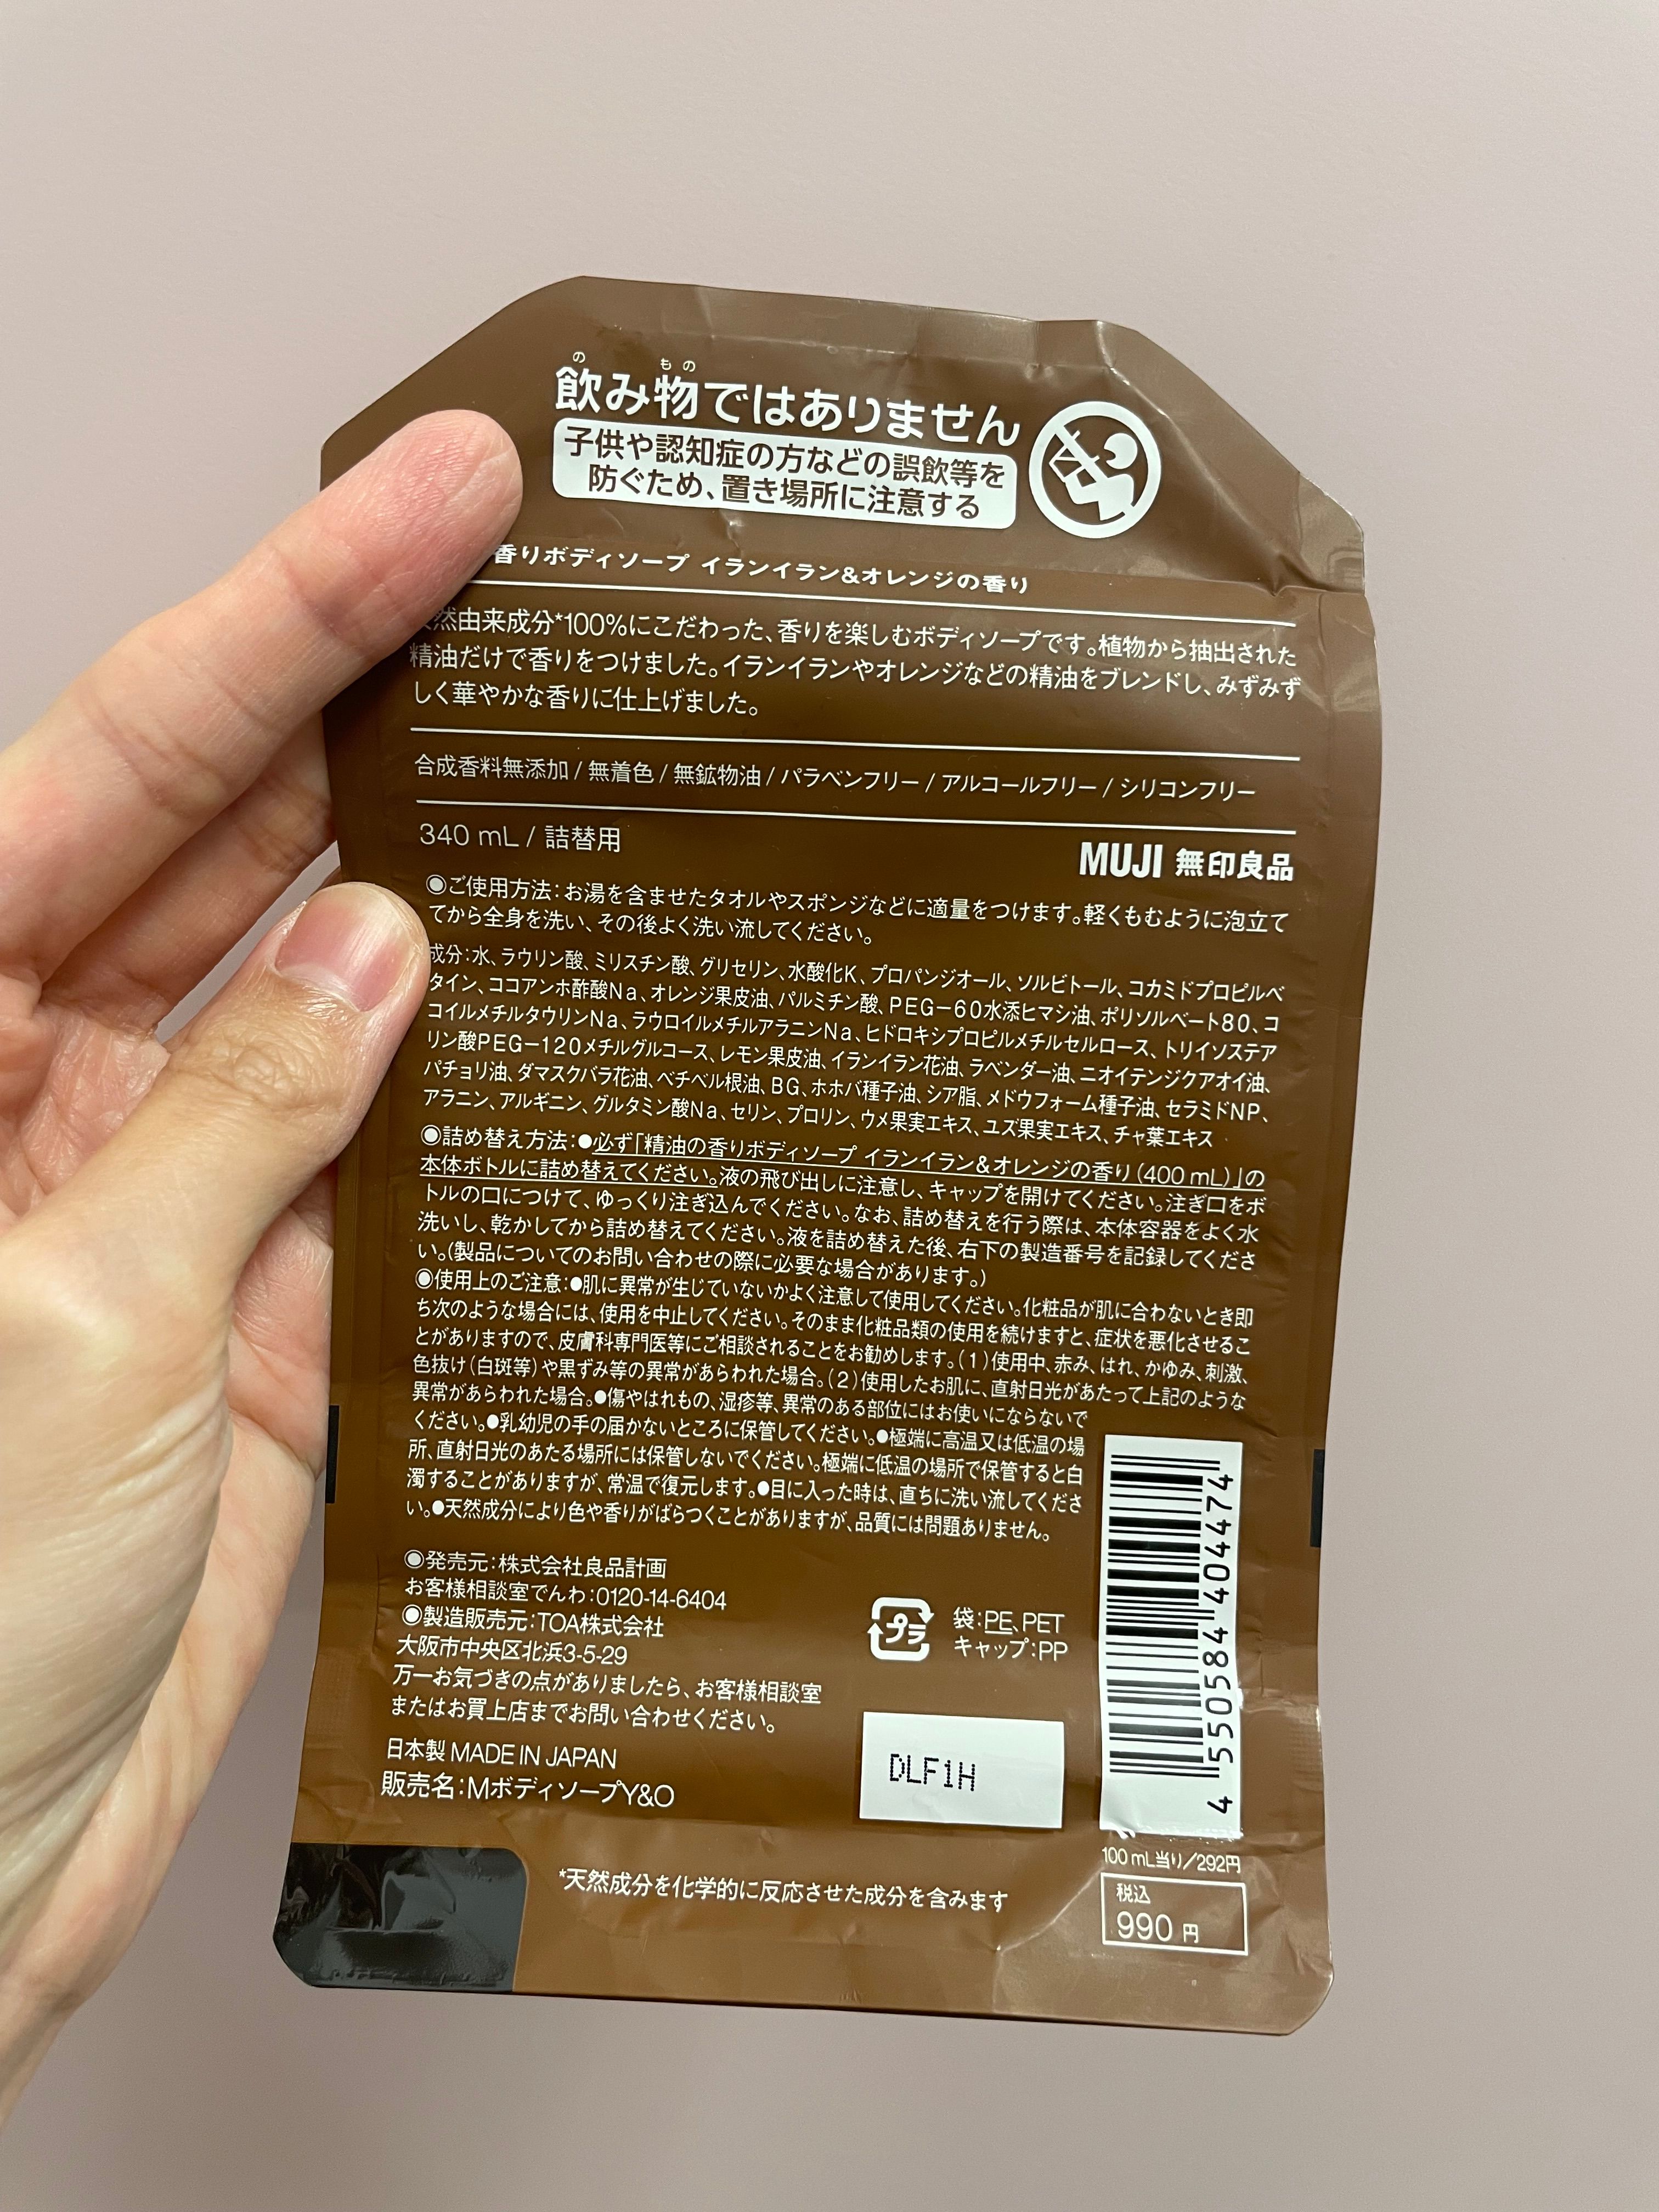 の もの
飲み物ではありません
子供や認知症の方などの誤飲等を
防ぐため、置き場所に注意する
香りボディソープ イランイラン&オレンジの香り
然由来成分*100%にこだわった、香りを楽しむボディソープです。植物から抽出された
精油だけで香りをつけました。イランイランやオレンジなどの精油をブレンドし、みずみず
しく華やかな香りに仕上げました。
合成香料無添加 / 無着色 / 無鉱物油 / パラベンフリー / アルコールフリー / シリコンフリー
340 mL / 詰替用
MUJI 無印良品
◉ご使用方法：お湯を含ませたタオルやスポンジなどに適量をつけます。軽くもむように泡立て
てから全身を洗い、その後よく洗い流してください。
成分：水、ラウリン酸、ミリスチン酸、グリセリン、水酸化K、プロパンジオール、ソルビトール、コカミドプロピルベ
タイン、ココアンホ酢酸Na、オレンジ果皮油、パルミチン酸、PEG－60水添ヒマシ油、ポリソルベート80、コ
コイルメチルタウリンNa、ラウロイルメチルアラニンNa、ヒドロキシプロピルメチルセルロース、トリイソステア
リン酸PEG－120メチルグルコース、レモン果皮油、イランイラン花油、ラベンダー油、ニオイテンジクアオイ油、
パチョリ油、ダマスクバラ花油、ベチベル根油、BG、ホホバ種子油、シア脂、メドウフォーム種子油、セラミドNP、
アラニン、アルギニン、グルタミン酸Na、セリン、プロリン、ウメ果実エキス、ユズ果実エキス、チャ葉エキス
◉詰め替え方法：●必ず「精油の香りボディソープ イランイラン&オレンジの香り（400 mL）」の
本体ボトルに詰め替えてください。液の飛び出しに注意し、キャップを開けてください。注ぎ口をボ
トルの口につけて、ゆっくり注ぎ込んでください。なお、詰め替えを行う際は、本体容器をよく水
洗いし、乾かしてから詰め替えてください。液を詰め替えた後、右下の製造番号を記録してくださ
い。（製品についてのお問い合わせの際に必要な場合があります。）
◉使用上のご注意：●肌に異常が生じていないかよく注意して使用してください。化粧品が肌に合わないとき即
ち次のような場合には、使用を中止してください。そのまま化粧品類の使用を続けますと、症状を悪化させるこ
とがありますので、皮膚科専門医等にご相談されることをお勧めします。（1）使用中、赤み、はれ、かゆみ、刺激、
色抜け（白斑等）や黒ずみ等の異常があらわれた場合。（2）使用したお肌に、直射日光があたって上記のような
異常があらわれた場合。●傷やはれもの、湿疹等、異常のある部位にはお使いにならないで
ください。●乳幼児の手の届かないところに保管してください。●極端に高温又は低温の場
所、直射日光のあたる場所には保管しないでください。極端に低温の場所で保管すると白
濁することがありますが、常温で復元します。●目に入った時は、直ちに洗い流してくださ
い。●天然成分により色や香りがばらつくことがありますが、品質には問題ありません。
◉発売元：株式会社良品計画
お客様相談室でんわ：0120-14-6404
◉製造販売元：TOA株式会社
大阪市中央区北浜3-5-29
万一お気づきの点がありましたら、お客様相談室
またはお買上店までお問い合わせください。
日本製 MADE IN JAPAN
販売名：MボディソープY&O
プラ
袋：PE、PET
キャップ：PP
DLF1H
4 550584 404474
100 mL当り/292円
税込
990 円
*天然成分を化学的に反応させた成分を含みます